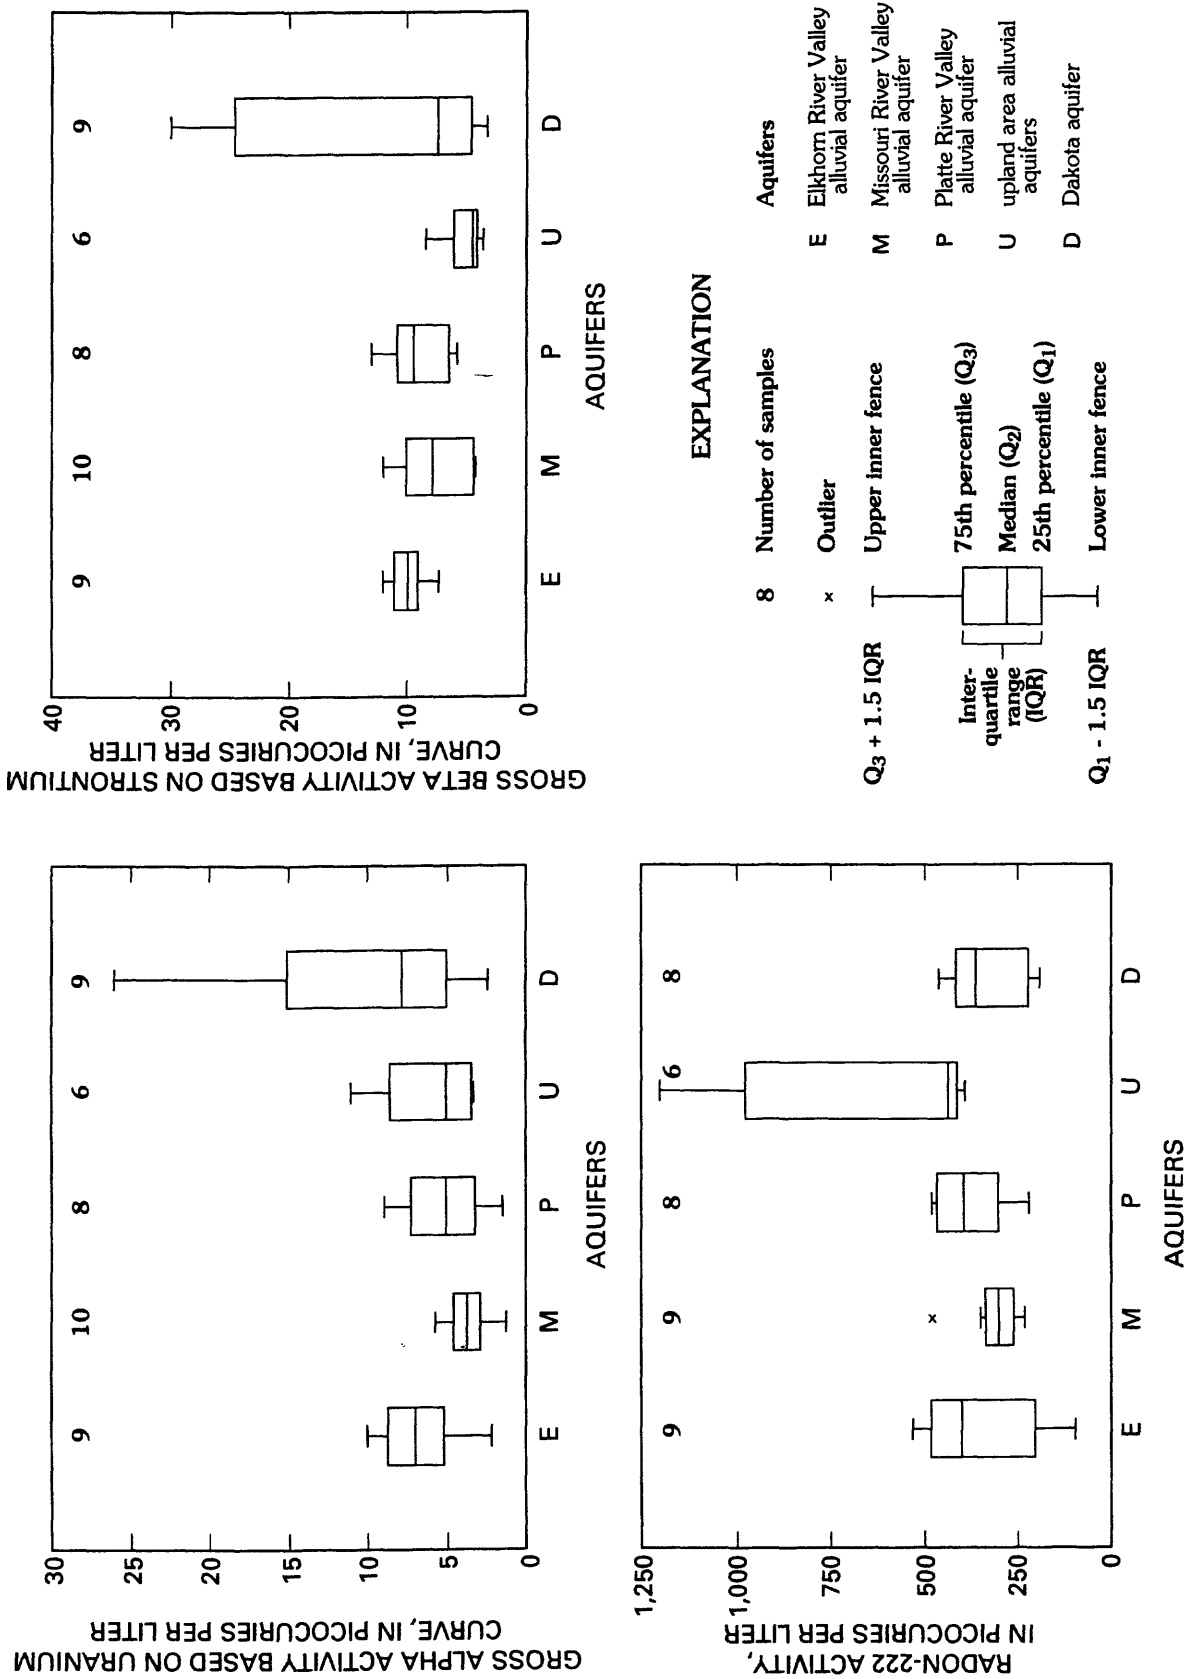 GROSS ALPHA ACTIVITY BASED ON URANIUM
CURVE, IN PICOCURIES PER LITER
30
25
20
15
10
5
0
9
10
8
6
9
E
M
P
U
D
AQUIFERS
GROSS BETA ACTIVITY BASED ON STRONTIUM
CURVE, IN PICOCURIES PER LITER
40
30
20
10
0
9
10
8
6
9
E
M
P
U
D
AQUIFERS
RADON-222 ACTIVITY,
IN PICOCURIES PER LITER
1,250
1,000
750
500
250
0
9
9
x
8
6
8
E
M
P
U
D
AQUIFERS
EXPLANATION
8 Number of samples
x Outlier
Q3 + 1.5 IQR Upper inner fence
Inter-
quartile
range
(IQR)
75th percentile (Q3)
Median (Q2)
25th percentile (Q1)
Q1 - 1.5 IQR Lower inner fence
Aquifers
E Elkhorn River Valley
alluvial aquifer
M Missouri River Valley
alluvial aquifer
P Platte River Valley
alluvial aquifer
U upland area alluvial
aquifers
D Dakota aquifer